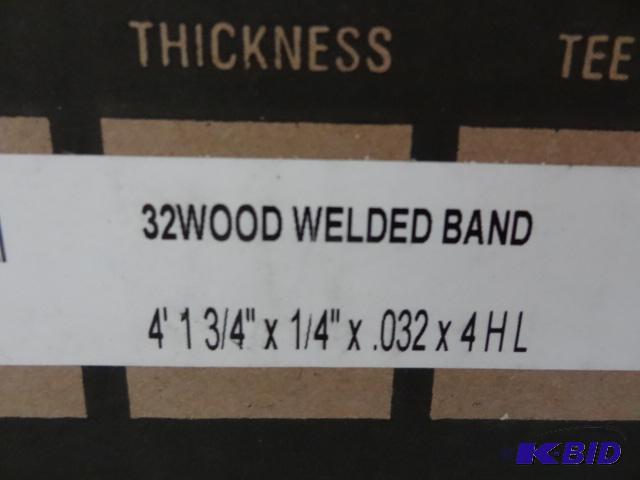 THICKNESS TEE
32WOOD WELDED BAND
4' 1 3/4" x 1/4" x .032 x 4 H L
K-BID